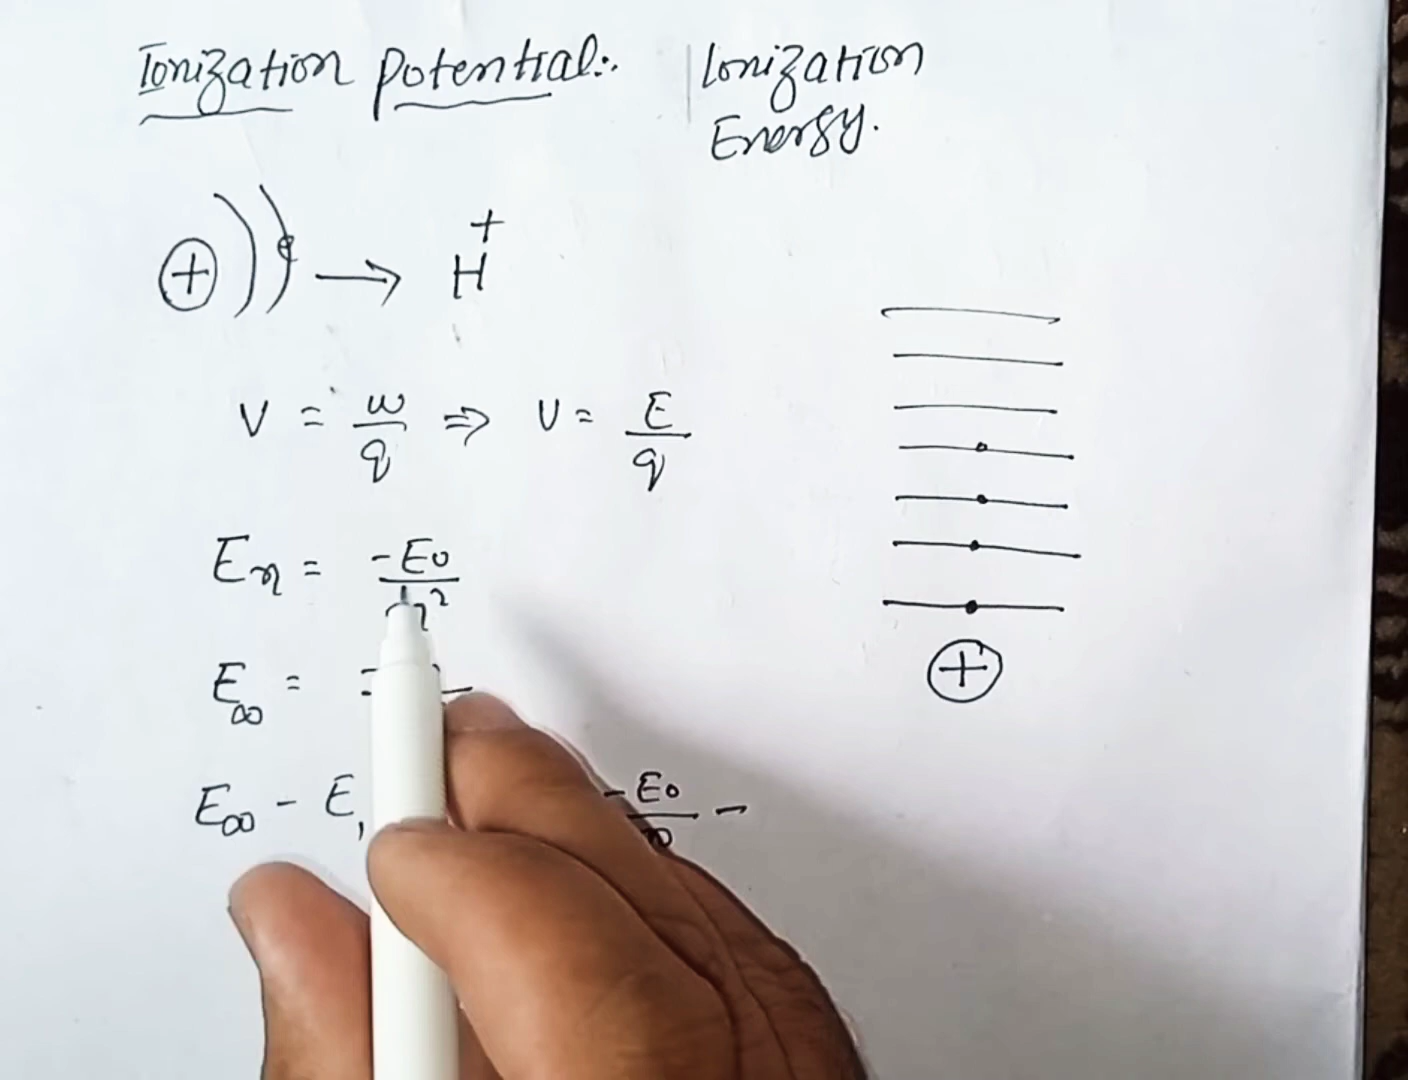 Ionization Potential:. | Ionization
Energy.
+
H
+
V = w/q ⇒ V = E/q
En = -E0/n²
E∞ =
E∞ - E1 -E0/∞ -
+